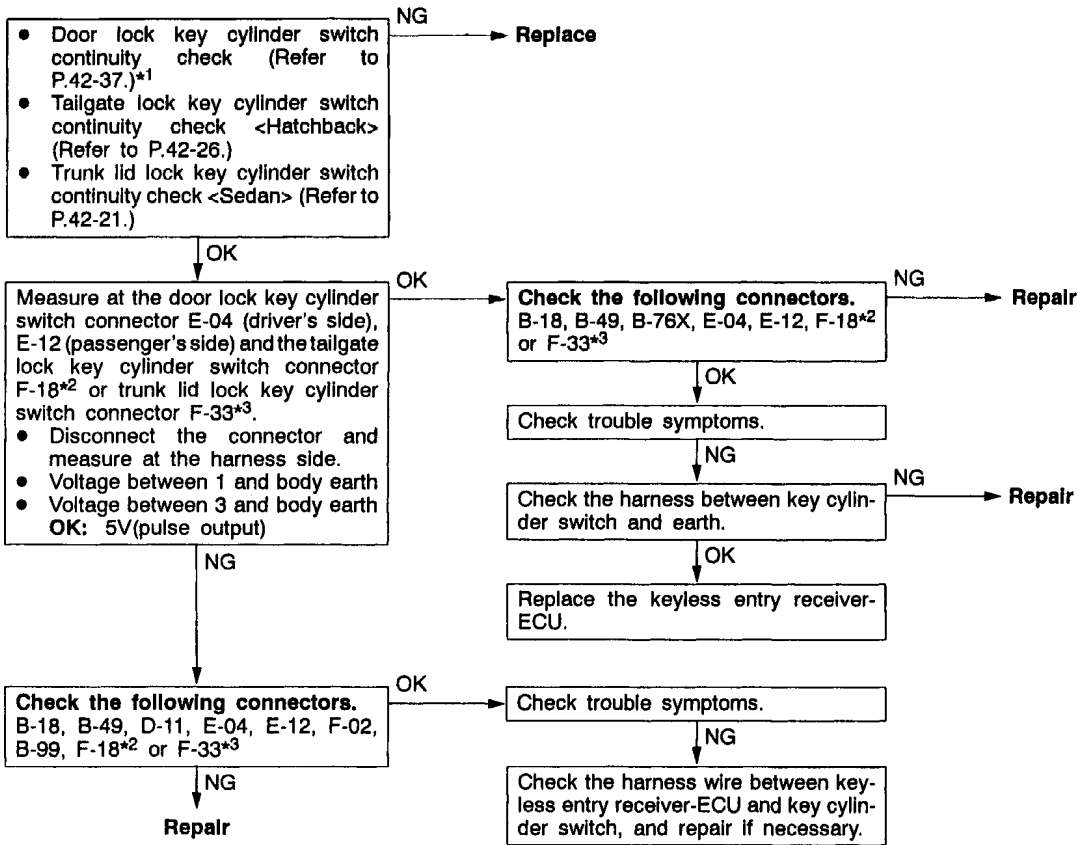 NG
• Door lock key cylinder switch
continuity check (Refer to
P.42-37.)*1
• Tailgate lock key cylinder switch
continuity check <Hatchback>
(Refer to P.42-26.)
• Trunk lid lock key cylinder switch
continuity check <Sedan> (Refer to
P.42-21.)
Replace
OK
Measure at the door lock key cylinder
switch connector E-04 (driver's side),
E-12 (passenger's side) and the tailgate
lock key cylinder switch connector
F-18*2 or trunk lid lock key cylinder
switch connector F-33*3.
• Disconnect the connector and
measure at the harness side.
• Voltage between 1 and body earth
• Voltage between 3 and body earth
OK: 5V(pulse output)
OK
Check the following connectors.
B-18, B-49, B-76X, E-04, E-12, F-18*2
or F-33*3
NG
Repair
OK
Check trouble symptoms.
NG
Check the harness between key cylin-
der switch and earth.
NG
Repair
OK
Replace the keyless entry receiver-
ECU.
NG
Check the following connectors.
B-18, B-49, D-11, E-04, E-12, F-02,
B-99, F-18*2 or F-33*3
OK
Check trouble symptoms.
NG
Check the harness wire between key-
less entry receiver-ECU and key cylin-
der switch, and repair if necessary.
NG
Repair